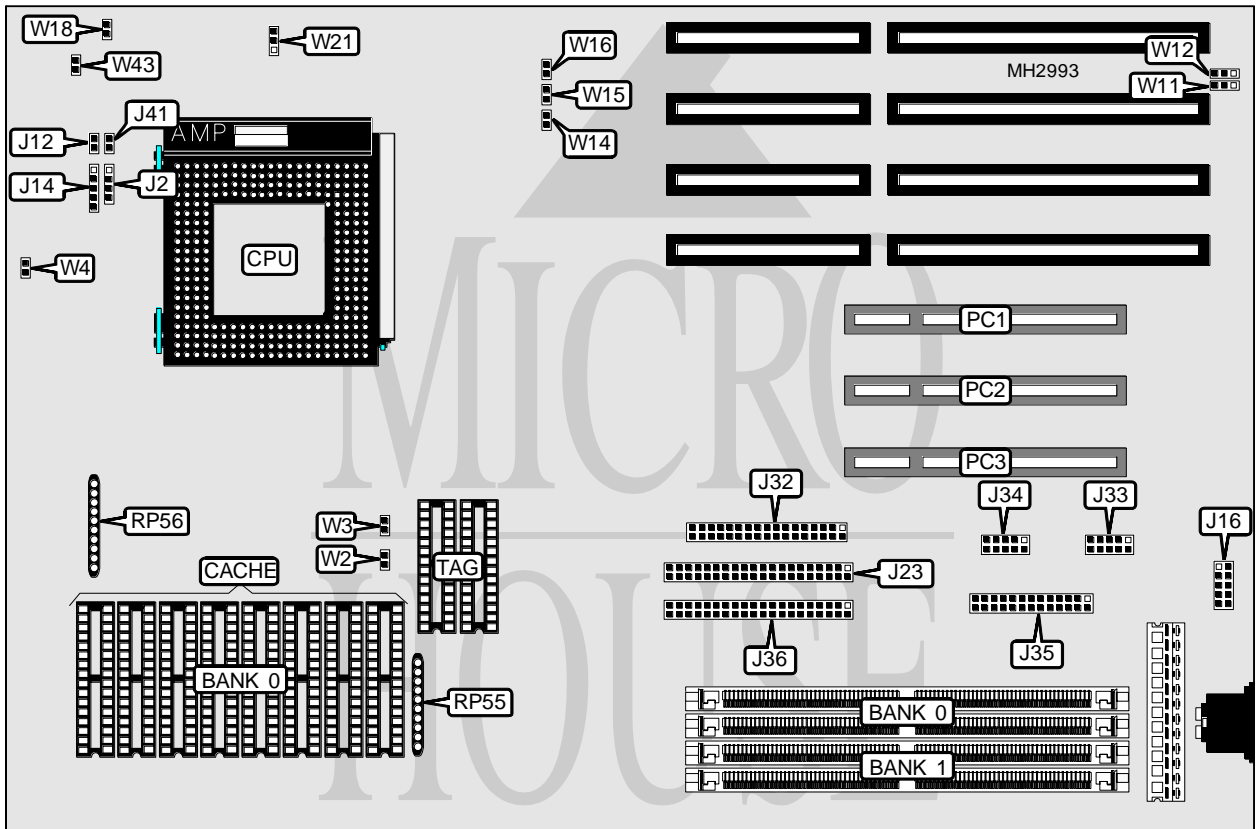 W18
W21
W43
W16
W15
W14
MH2993
W12
W11
J41
J12
AMP
J14
J2
W4
CPU
PC1
PC2
PC3
MICRO
HOUSE
J32
J34
J33
J16
RP56
W3
W2
TAG
CACHE
J23
J36
J35
BANK 0
RP55
BANK 0
BANK 1